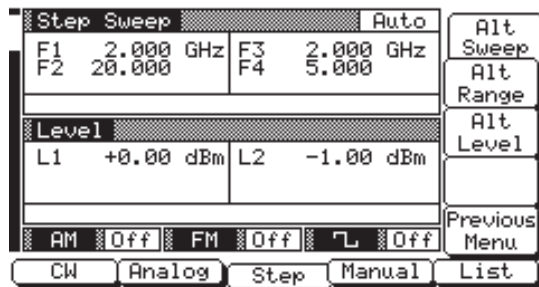 Step Sweep Auto
F1 2.000 GHz F3 2.000 GHz
F2 20.000 F4 5.000
Level
L1 +0.00 dBm L2 -1.00 dBm
AM Off FM Off Off
Alt Sweep
Alt Range
Alt Level
Previous Menu
CW Analog Step Manual List